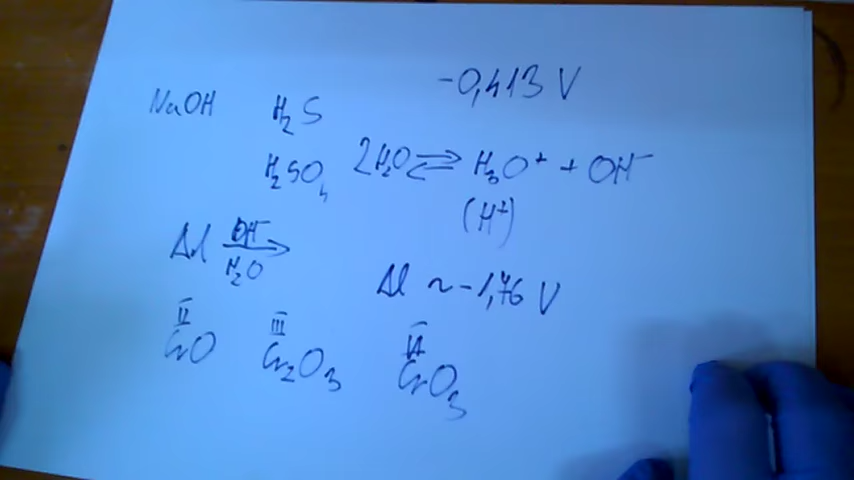 -0,413 V
NaOH H₂S
H₂SO₄ 2H₂O ⇌ H₃O⁺ + OH⁻
(H⁺)
Al OH⁻ → H₂O
Al ~ -1,76 V
II III VI
CrO Cr₂O₃ CrO₃